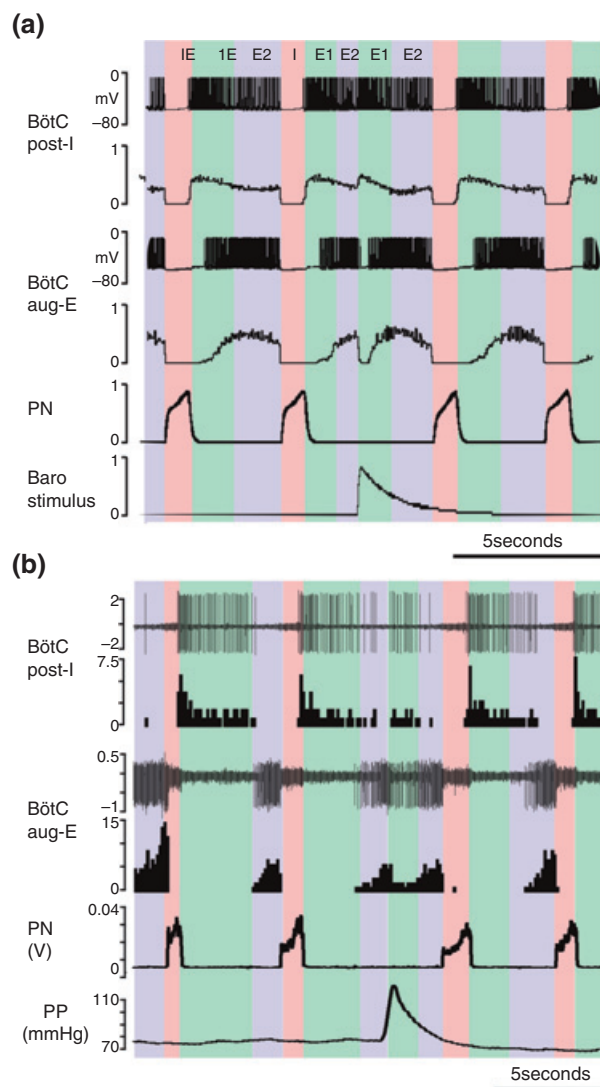 (a)
IE 1E E2 I E1 E2 E1 E2
0
mV
–80
BötC
post-I
1
0
0
mV
–80
BötC
aug-E
1
0
PN
1
0
Baro
stimulus
1
0
5seconds
(b)
2
–2
BötC
post-I
7.5
0
0.5
–1
BötC
aug-E
15
0
PN
(V)
0.04
0
PP
(mmHg)
110
70
5seconds